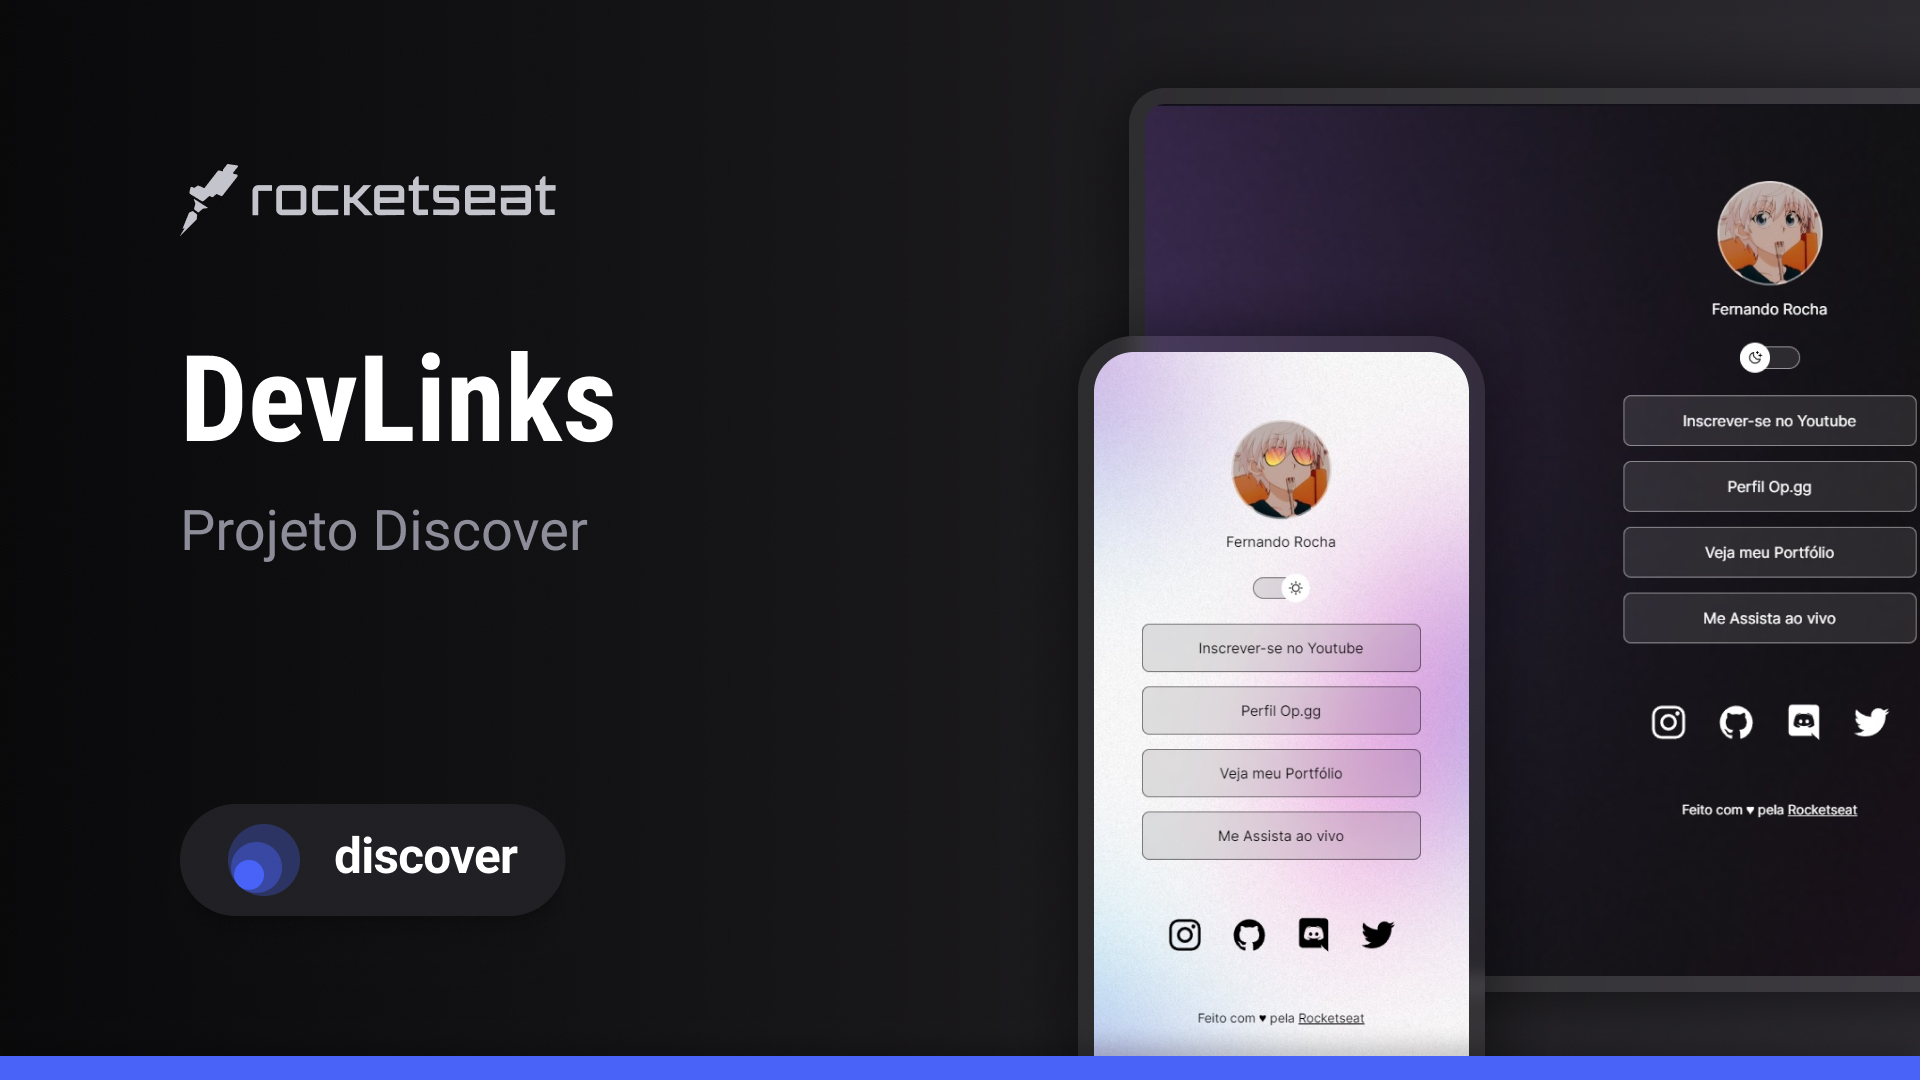 rocketseat
DevLinks
Projeto Discover
discover
Fernando Rocha
Inscrever-se no Youtube
Perfil Op.gg
Veja meu Portfólio
Me Assista ao vivo
Feito com ♥ pela Rocketseat
Fernando Rocha
Inscrever-se no Youtube
Perfil Op.gg
Veja meu Portfólio
Me Assista ao vivo
Feito com ♥ pela Rocketseat